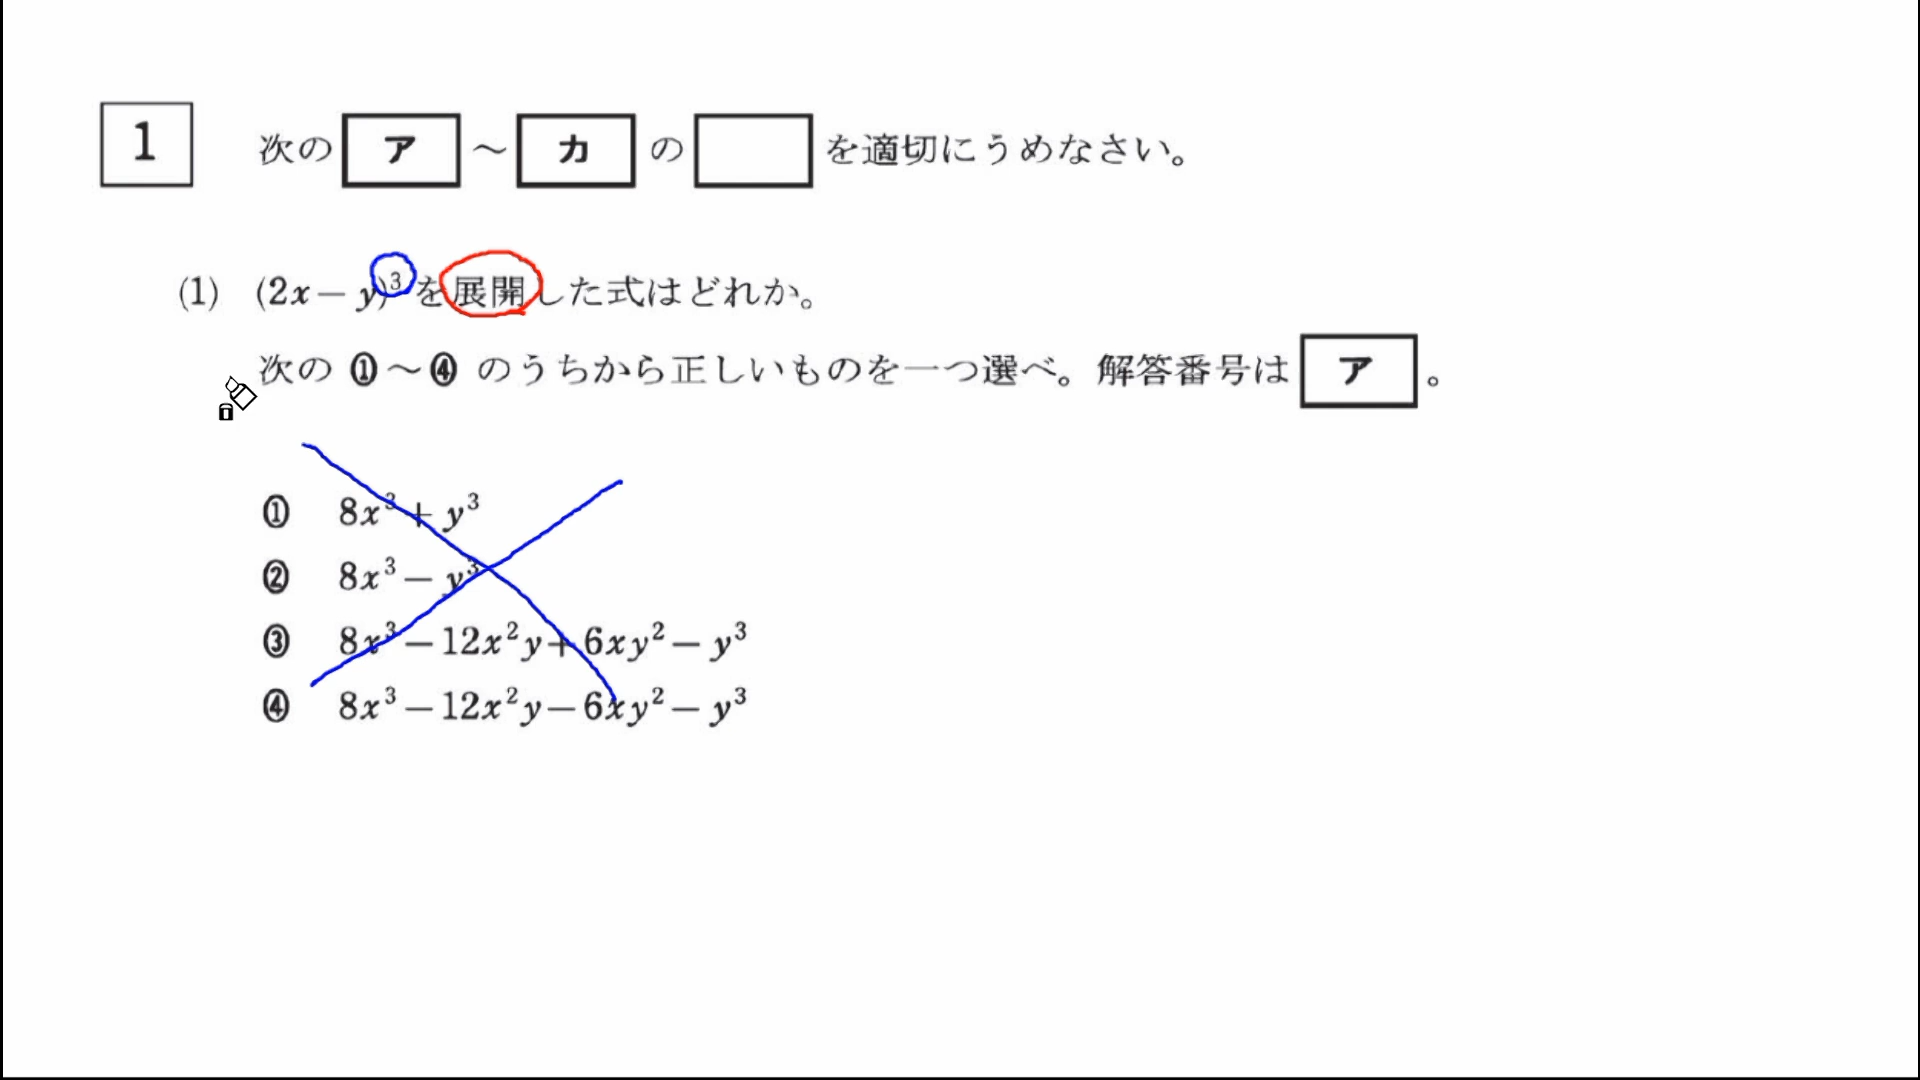 1 次の ア ～ カ の を適切にうめなさい。
(1) (2x－y)³を展開した式はどれか。
次の ①～④ のうちから正しいものを一つ選べ。解答番号は ア 。
① 8x³＋y³
② 8x³－y³
③ 8x³－12x²y＋6xy²－y³
④ 8x³－12x²y－6xy²－y³